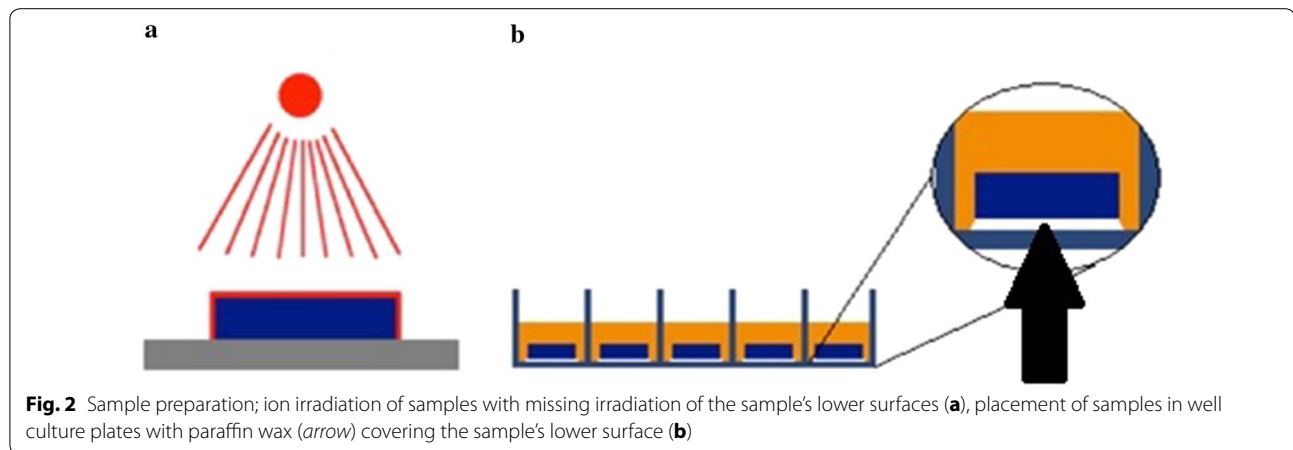 a
b
Fig. 2 Sample preparation; ion irradiation of samples with missing irradiation of the sample's lower surfaces (a), placement of samples in well
culture plates with paraffin wax (arrow) covering the sample's lower surface (b)